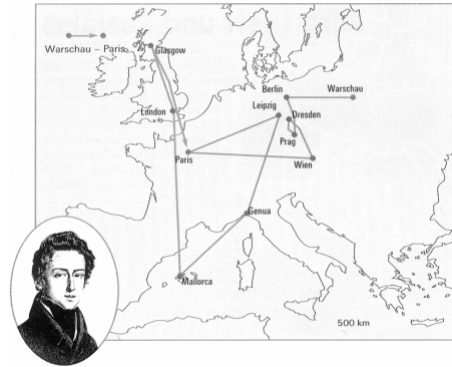 Warschau – Paris
Glasgow
Berlin
Warschau
Leipzig
London
Dresden
Prag
Paris
Wien
Genua
Mallorca
500 km